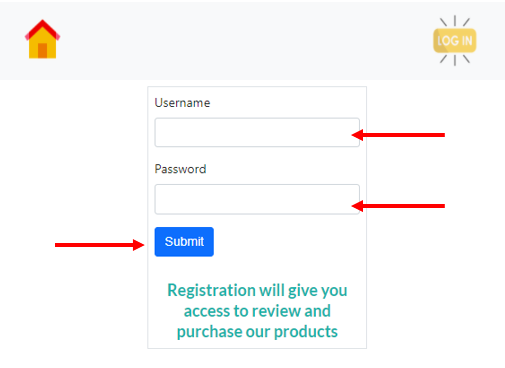 LOG IN
Username
Password
Submit
Registration will give you
access to review and
purchase our products